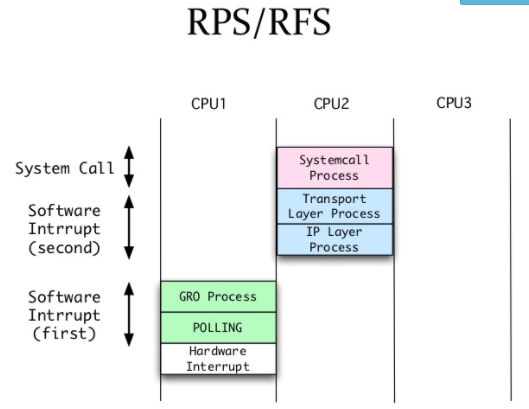 RPS/RFS
CPU1
CPU2
CPU3
System Call
Systemcall
Process
Software
Intrrupt
(second)
Transport
Layer Process
IP Layer
Process
Software
Intrrupt
(first)
GRO Process
POLLING
Hardware
Interrupt